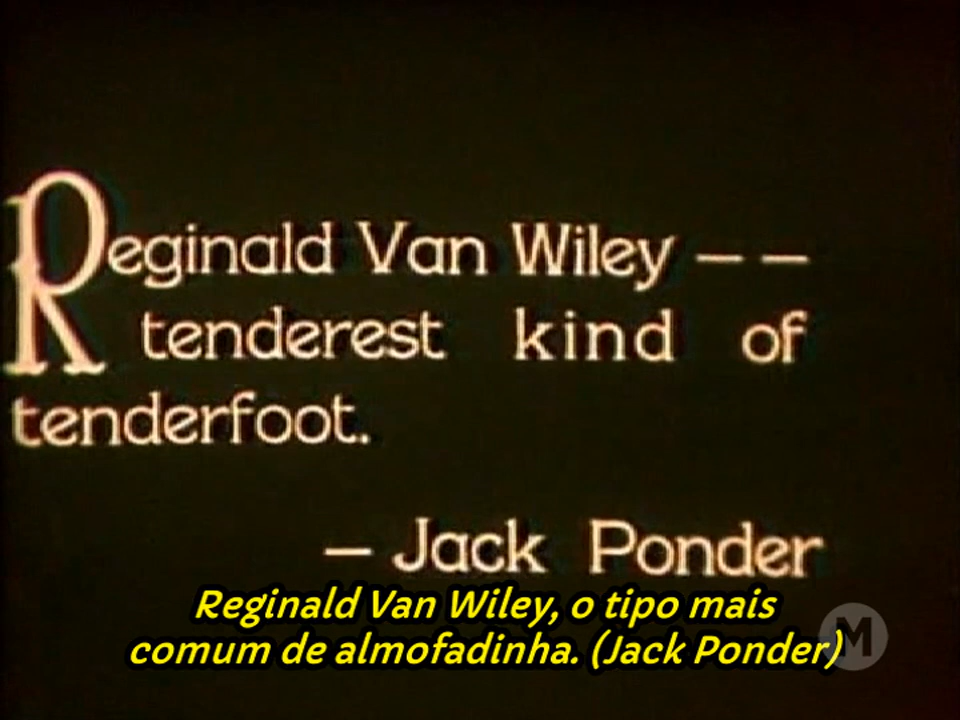 Reginald Van Wiley — —
tenderest kind of
tenderfoot.
— Jack Ponder
Reginald Van Wiley, o tipo mais
comum de almofadinha. (Jack Ponder)
M